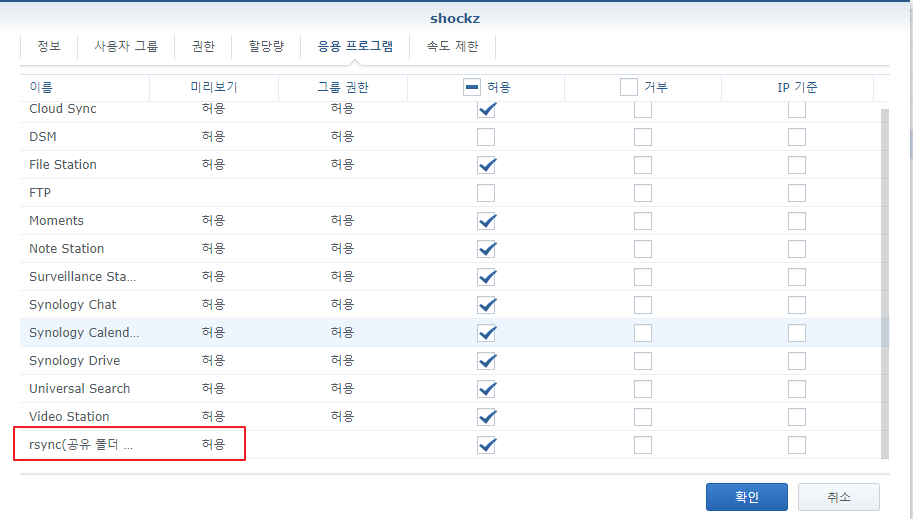 shockz
정보 사용자 그룹 권한 할당량 응용 프로그램 속도 제한
이름 미리보기 그룹 권한 허용 거부 IP 기준
Cloud Sync 허용 허용
DSM 허용 허용
File Station 허용 허용
FTP
Moments 허용 허용
Note Station 허용 허용
Surveillance Sta... 허용 허용
Synology Chat 허용 허용
Synology Calend... 허용 허용
Synology Drive 허용 허용
Universal Search 허용 허용
Video Station 허용 허용
rsync(공유 폴더 ... 허용
확인 취소